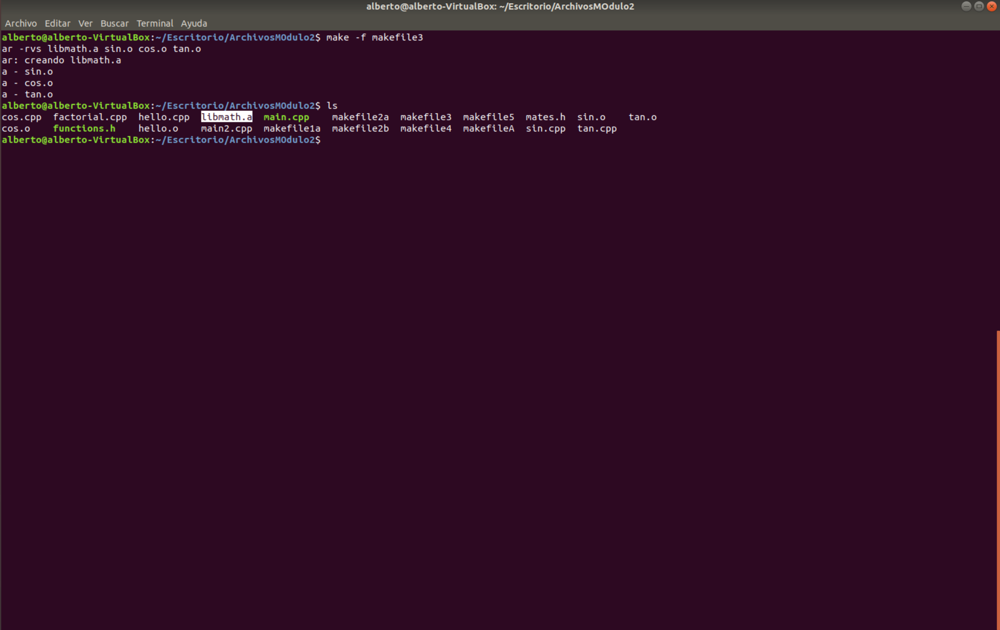 alberto@alberto-VirtualBox: ~/Escritorio/ArchivosMOdulo2
Archivo Editar Ver Buscar Terminal Ayuda
alberto@alberto-VirtualBox:~/Escritorio/ArchivosMOdulo2$ make -f makefile3
ar -rvs libmath.a sin.o cos.o tan.o
ar: creando libmath.a
a - sin.o
a - cos.o
a - tan.o
alberto@alberto-VirtualBox:~/Escritorio/ArchivosMOdulo2$ ls
cos.cpp factorial.cpp hello.cpp libmath.a main.cpp makefile2a makefile3 makefile5 mates.h sin.o tan.o
cos.o functions.h hello.o main2.cpp makefile1a makefile2b makefile4 makefileA sin.cpp tan.cpp
alberto@alberto-VirtualBox:~/Escritorio/ArchivosMOdulo2$